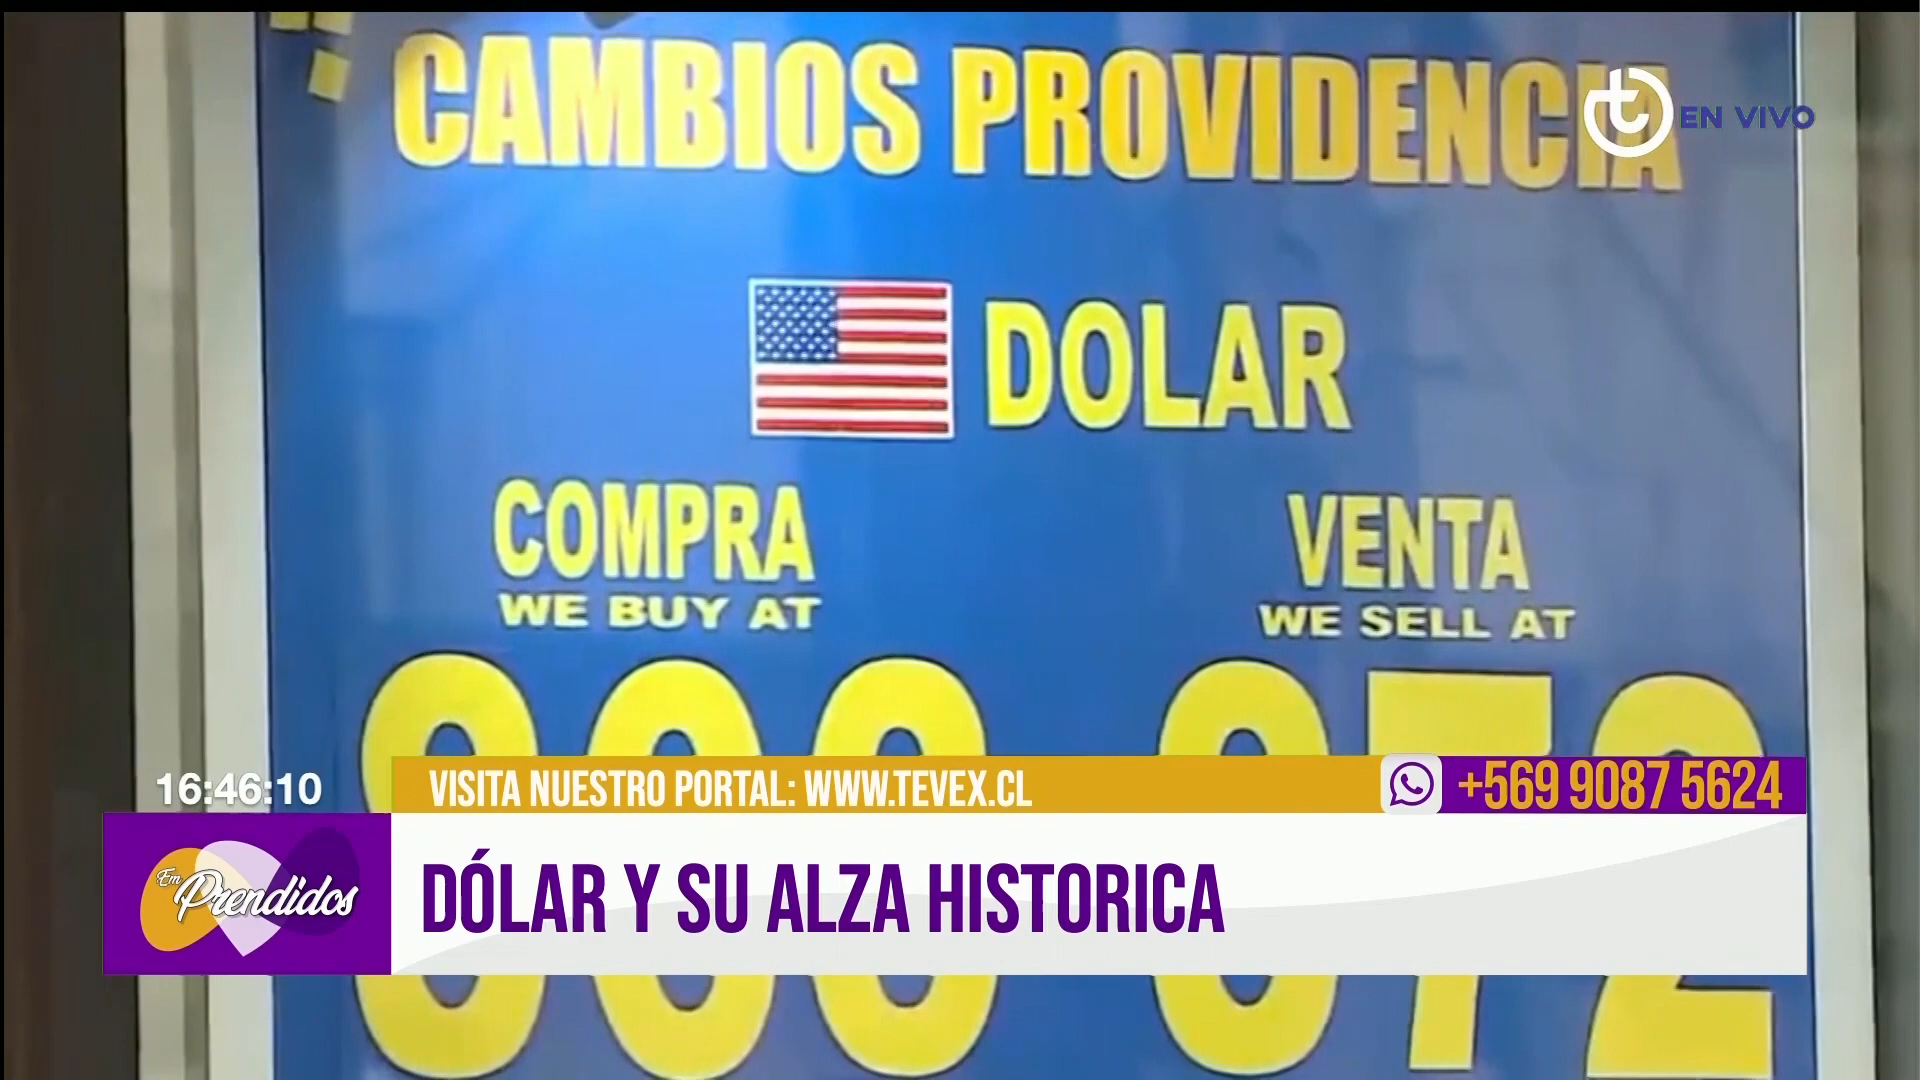 CAMBIOS PROVIDENCIA
EN VIVO
DOLAR
COMPRA
WE BUY AT
VENTA
WE SELL AT
16:46:10
VISITA NUESTRO PORTAL: WWW.TEVEX.CL
+569 9087 5624
Em
Prendidos
DÓLAR Y SU ALZA HISTORICA